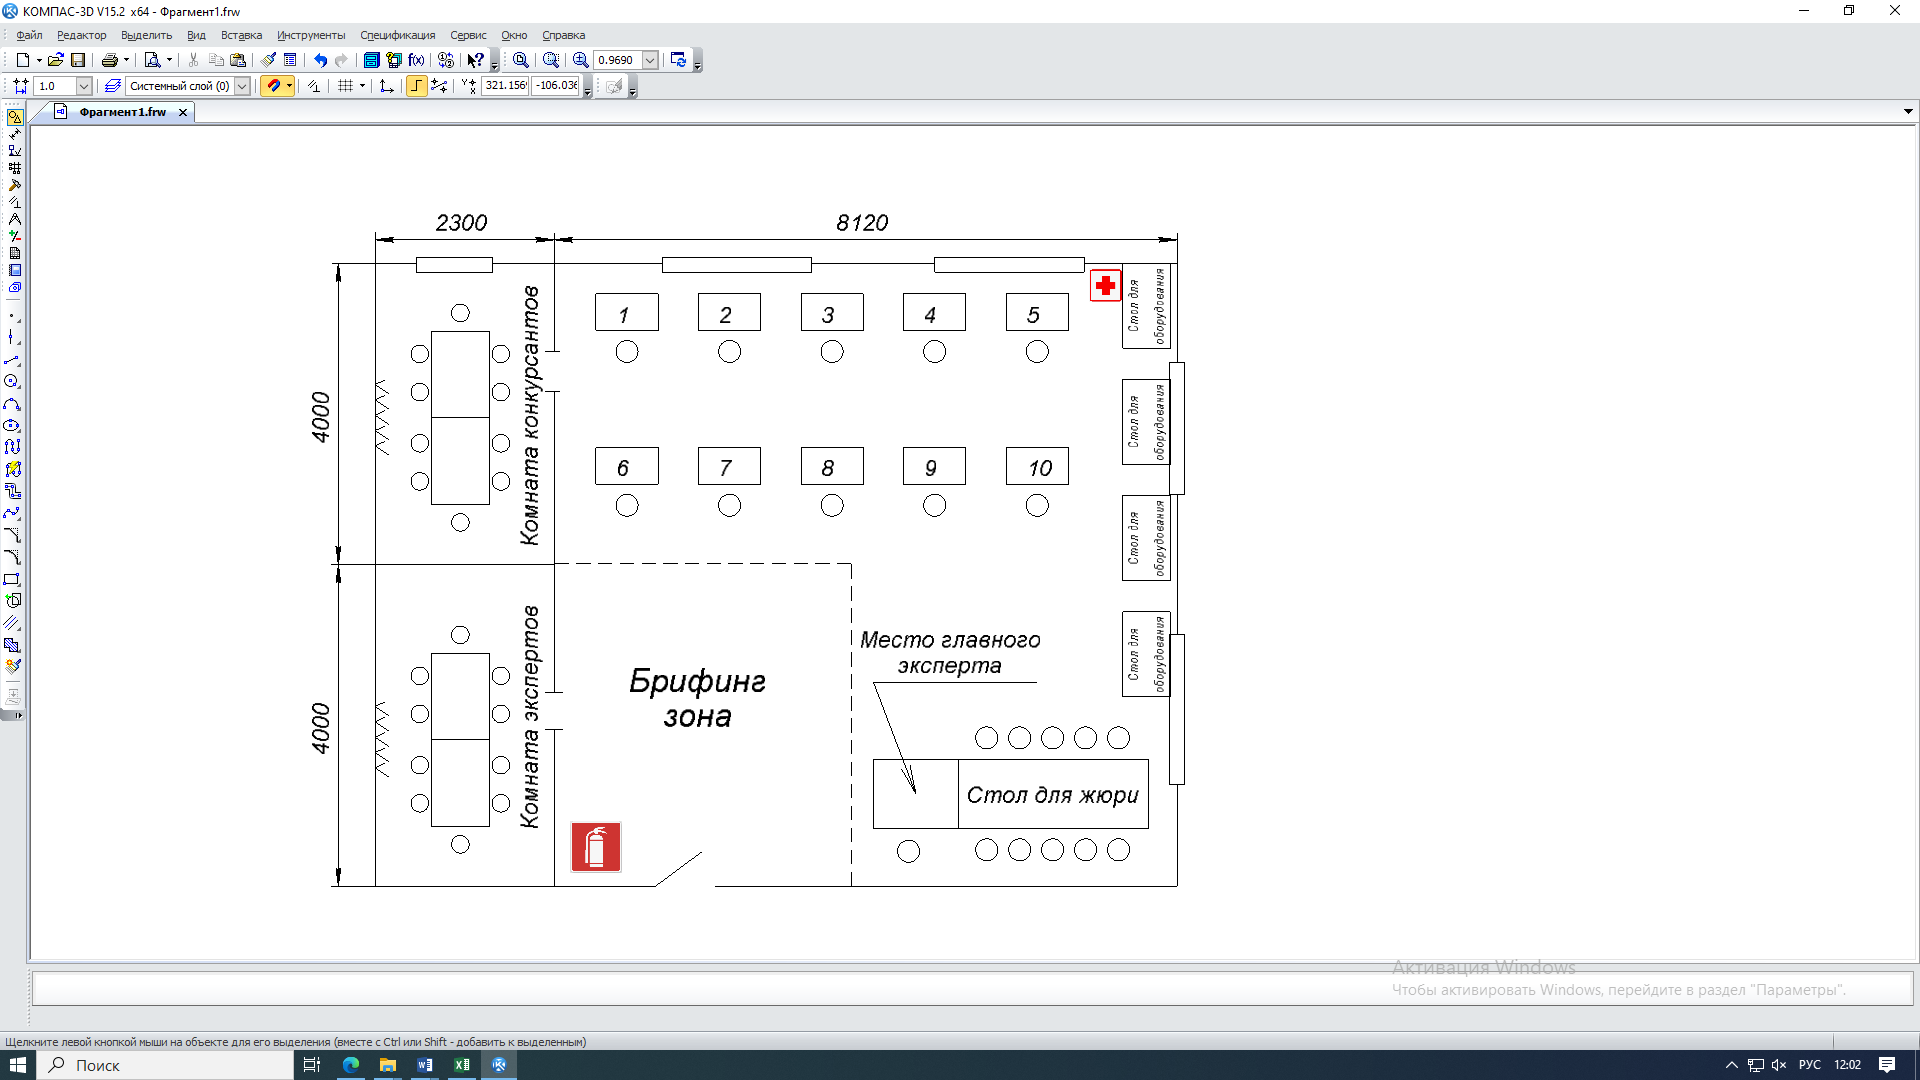 КОМПАС-3D V15.2 x64 - Фрагмент1.frw
Файл Редактор Выделить Вид Вставка Инструменты Спецификация Сервис Окно Справка
0.9690
1.0 Системный слой (0) 321.156 -106.036
Фрагмент1.frw
2300 8120
4000
Комната конкурсантов
1 2 3 4 5
6 7 8 9 10
Стол для
оборудования
Стол для
оборудования
Стол для
оборудования
Стол для
оборудования
4000
Комната экспертов
Брифинг
зона
Место главного
эксперта
Стол для жюри
Активация Windows
Чтобы активировать Windows, перейдите в раздел "Параметры".
Щелкните левой кнопкой мыши на объекте для его выделения (вместе с Ctrl или Shift - добавить к выделенным)
Поиск
РУС 12:02